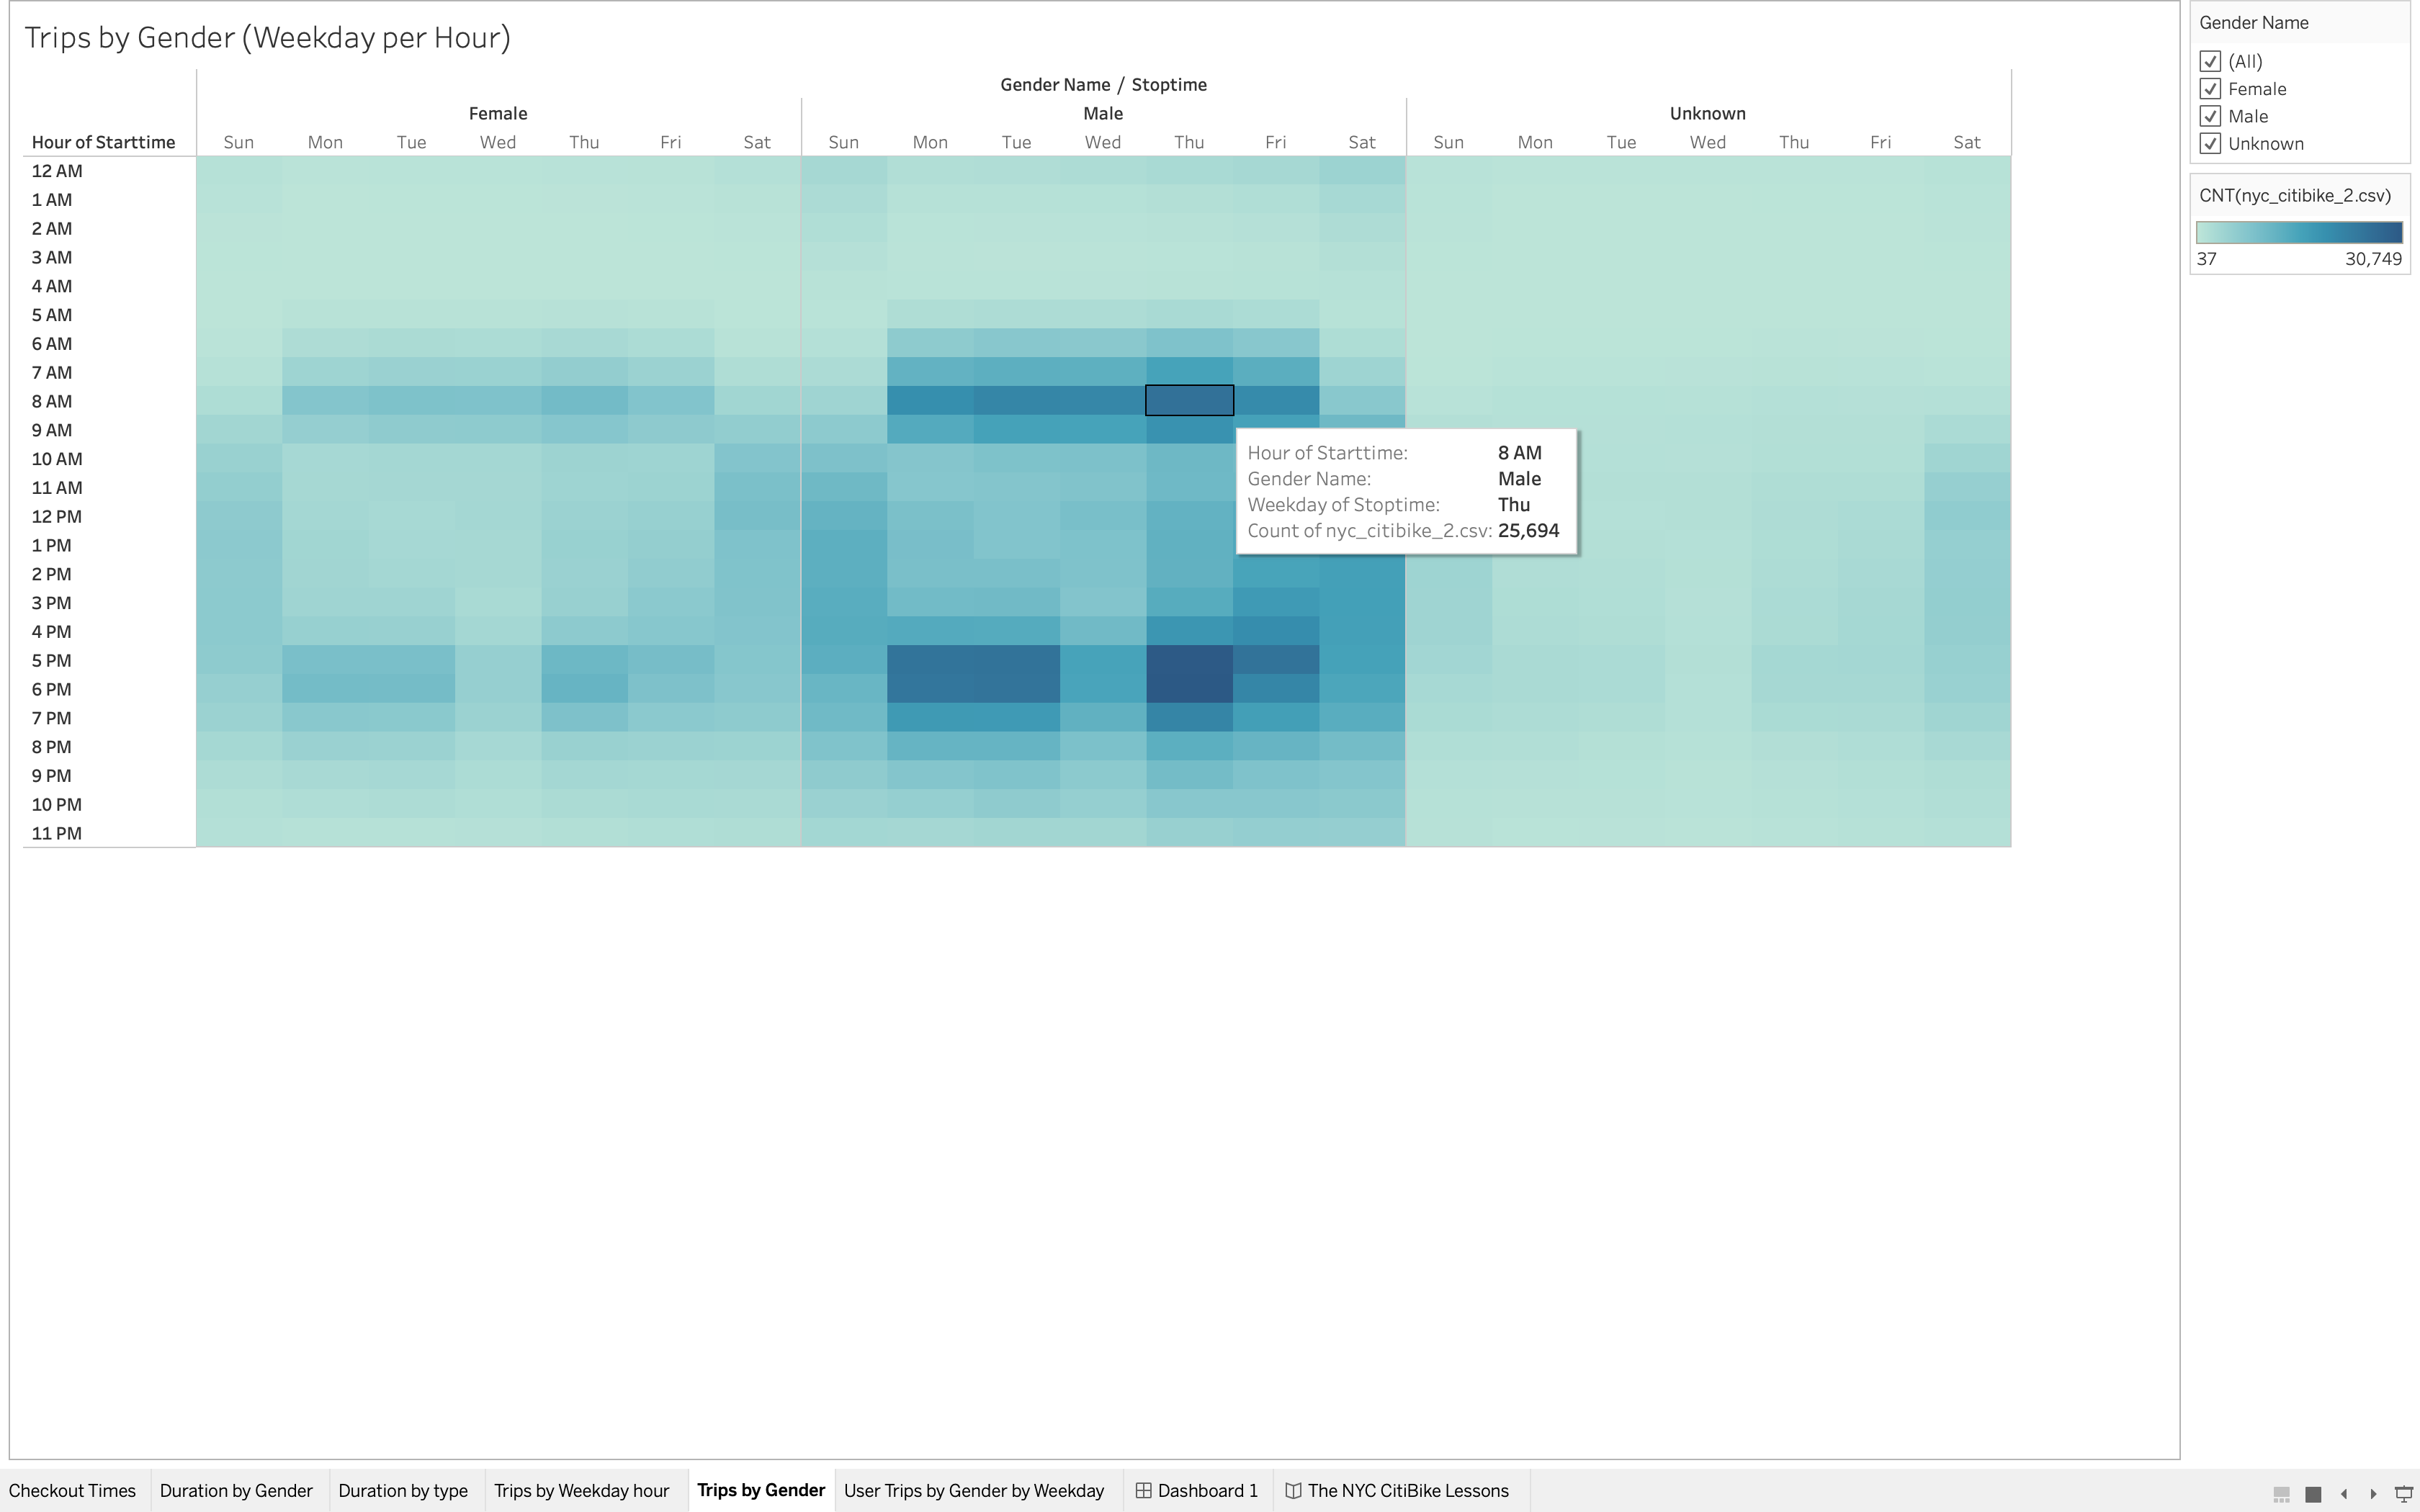 Trips by Gender (Weekday per Hour)
Gender Name / Stoptime
Female Male Unknown
Hour of Starttime Sun Mon Tue Wed Thu Fri Sat Sun Mon Tue Wed Thu Fri Sat Sun Mon Tue Wed Thu Fri Sat
12 AM
1 AM
2 AM
3 AM
4 AM
5 AM
6 AM
7 AM
8 AM
9 AM
10 AM
11 AM
12 PM
1 PM
2 PM
3 PM
4 PM
5 PM
6 PM
7 PM
8 PM
9 PM
10 PM
11 PM
Hour of Starttime: 8 AM
Gender Name: Male
Weekday of Stoptime: Thu
Count of nyc_citibike_2.csv: 25,694
Gender Name
(All)
Female
Male
Unknown
CNT(nyc_citibike_2.csv)
37 30,749
Checkout Times Duration by Gender Duration by type Trips by Weekday hour Trips by Gender User Trips by Gender by Weekday Dashboard 1 The NYC CitiBike Lessons